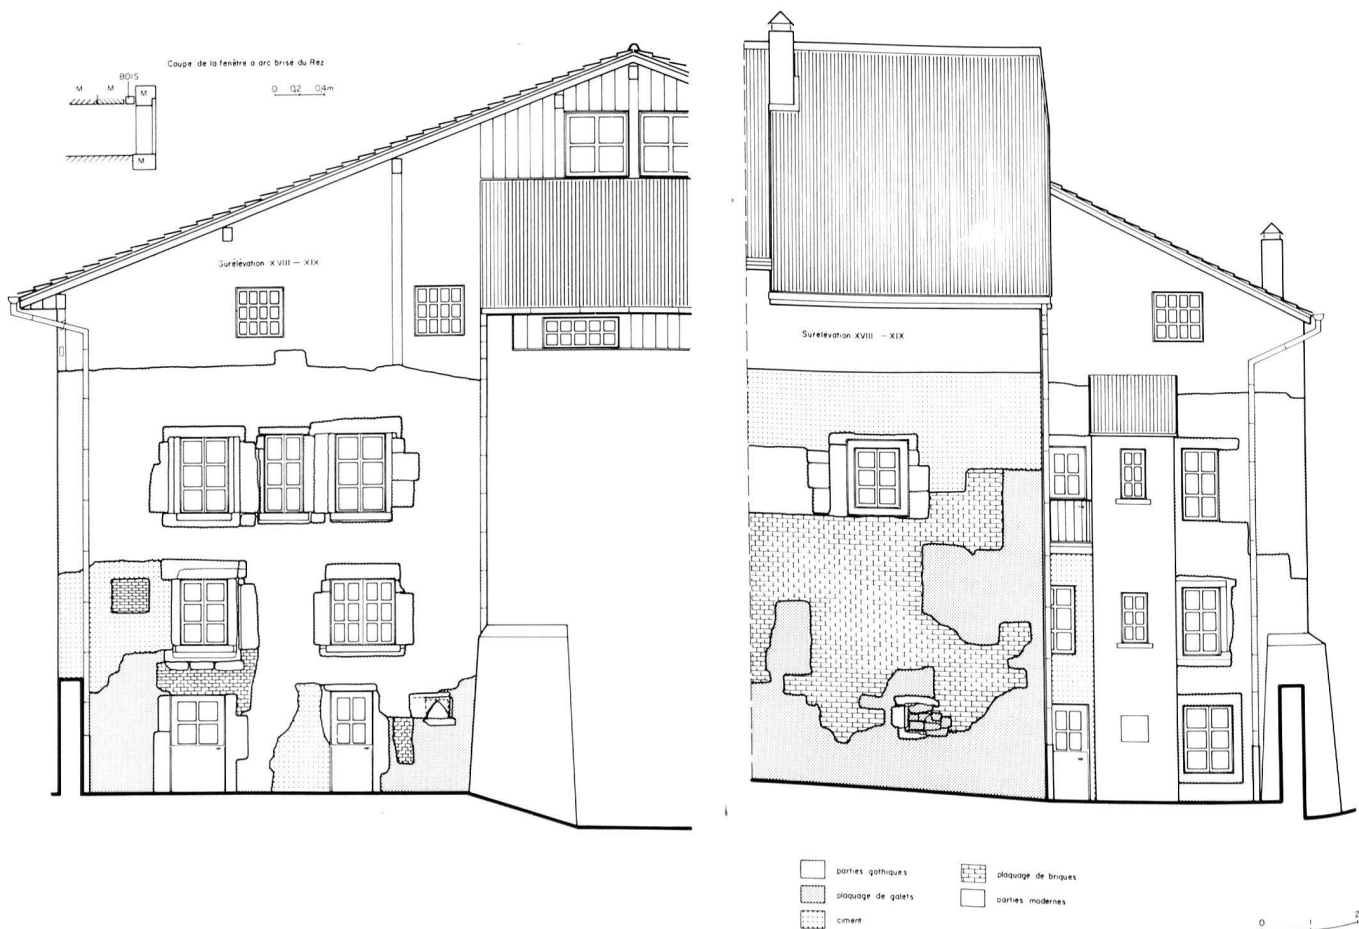 Coupe de la fenêtre a arc brisé du Rez
BOIS
M M M
0 0,2 0,4m
M
Surélévation XVIII – XIX
Surélévation XVIII – XIX
parties gothiques
plaquage de galets
ciment
plaquage de briques
parties modernes
0 1 2